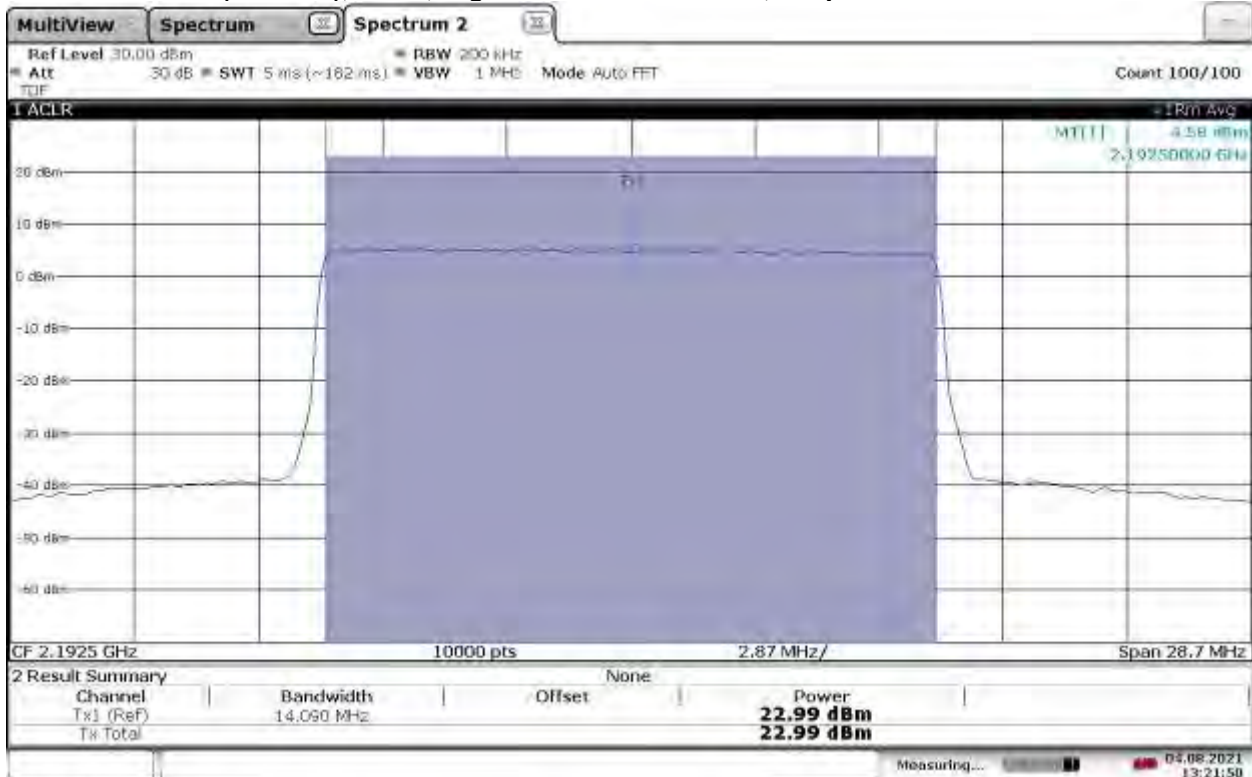 MultiView Spectrum Spectrum 2
Ref Level 30.00 dBm RBW 200 kHz
Att 30 dB SWT 5 ms (~182 ms) VBW 1 MHz Mode Auto FFT Count 100/100
TDF
1 ACLR 1Rm Avg
M1[1] 4.58 dBm
2.19250000 GHz
20 dBm
Tx1
10 dBm
0 dBm
-10 dBm
-20 dBm
-30 dBm
-40 dBm
-50 dBm
-60 dBm
CF 2.1925 GHz 10000 pts 2.87 MHz/ Span 28.7 MHz
2 Result Summary None
Channel Bandwidth Offset Power
Tx1 (Ref) 14.090 MHz 22.99 dBm
Tx Total 22.99 dBm
Measuring... 04.08.2021
13:21:58